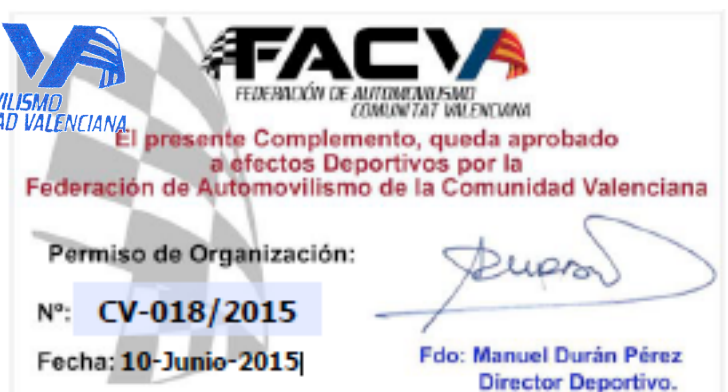 FACVA
FEDERACIÓN DE AUTOMOVILISMO
COMUNITAT VALENCIANA
VILISMO
AD VALENCIANA
El presente Complemento, queda aprobado
a efectos Deportivos por la
Federación de Automovilismo de la Comunidad Valenciana
Permiso de Organización:
Nº: CV-018/2015
Fecha: 10-Junio-2015
Fdo: Manuel Durán Pérez
Director Deportivo.